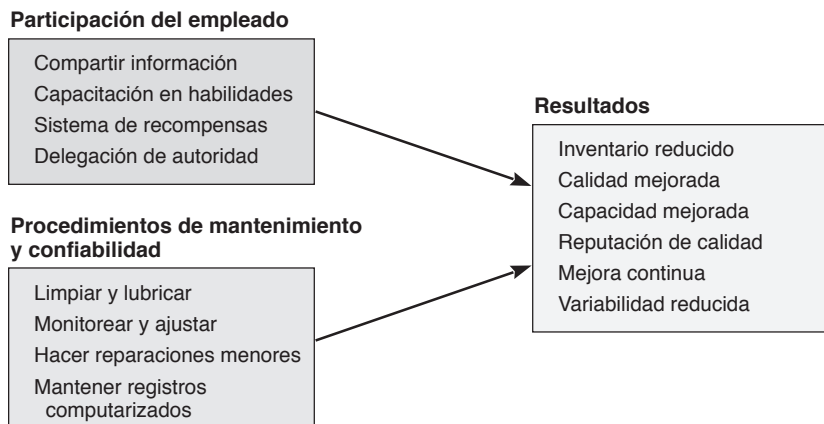 Participación del empleado
Compartir información
Capacitación en habilidades
Sistema de recompensas
Delegación de autoridad
Procedimientos de mantenimiento
y confiabilidad
Limpiar y lubricar
Monitorear y ajustar
Hacer reparaciones menores
Mantener registros
computarizados
Resultados
Inventario reducido
Calidad mejorada
Capacidad mejorada
Reputación de calidad
Mejora continua
Variabilidad reducida